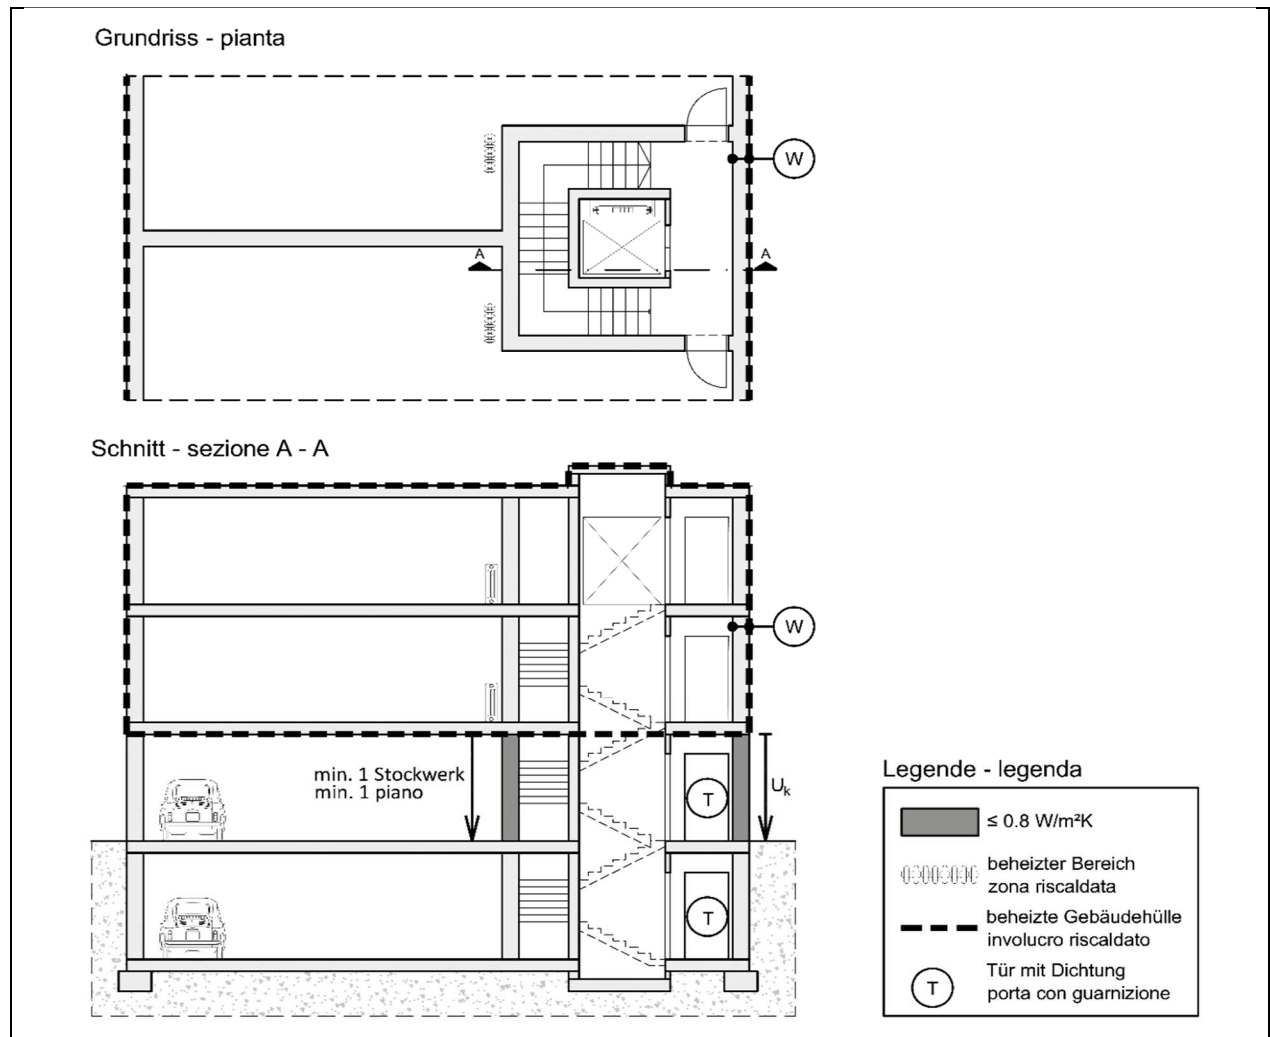 Grundriss - pianta
W
A
A
Schnitt - sezione A - A
W
min. 1 Stockwerk
min. 1 piano
T
Uk
T
Legende - legenda
≤ 0.8 W/m²K
beheizter Bereich
zona riscaldata
beheizte Gebäudehülle
involucro riscaldato
T
Tür mit Dichtung
porta con guarnizione